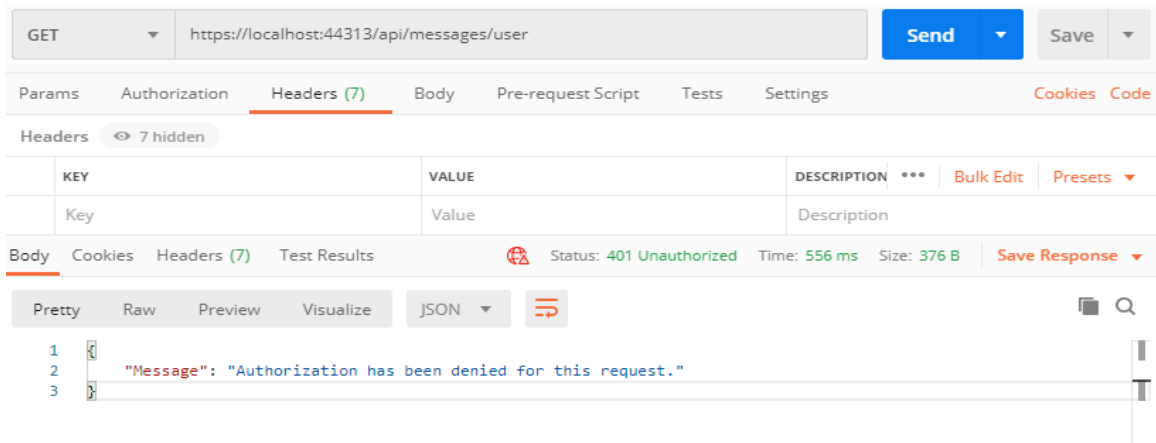 GET https://localhost:44313/api/messages/user Send Save
Params Authorization Headers (7) Body Pre-request Script Tests Settings Cookies Code
Headers 7 hidden
KEY VALUE DESCRIPTION ••• Bulk Edit Presets
Key Value Description
Body Cookies Headers (7) Test Results Status: 401 Unauthorized Time: 556 ms Size: 376 B Save Response
Pretty Raw Preview Visualize JSON
1 {
2 "Message": "Authorization has been denied for this request."
3 }